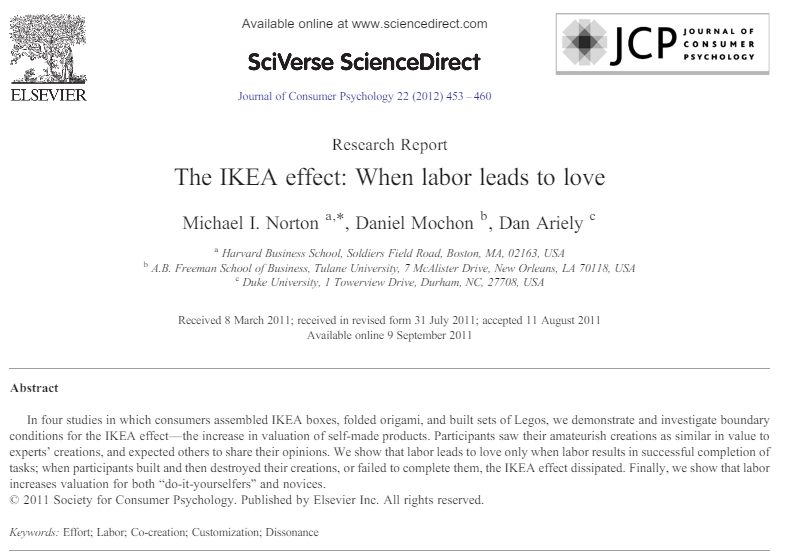 Available online at www.sciencedirect.com
SciVerse ScienceDirect
ELSEVIER
Journal of Consumer Psychology 22 (2012) 453–460
JCP JOURNAL OF
CONSUMER
PSYCHOLOGY
Research Report
The IKEA effect: When labor leads to love
Michael I. Norton a,*, Daniel Mochon b, Dan Ariely c
a Harvard Business School, Soldiers Field Road, Boston, MA, 02163, USA
b A.B. Freeman School of Business, Tulane University, 7 McAlister Drive, New Orleans, LA 70118, USA
c Duke University, 1 Towerview Drive, Durham, NC, 27708, USA
Received 8 March 2011; received in revised form 31 July 2011; accepted 11 August 2011
Available online 9 September 2011
Abstract
In four studies in which consumers assembled IKEA boxes, folded origami, and built sets of Legos, we demonstrate and investigate boundary
conditions for the IKEA effect—the increase in valuation of self-made products. Participants saw their amateurish creations as similar in value to
experts' creations, and expected others to share their opinions. We show that labor leads to love only when labor results in successful completion of
tasks; when participants built and then destroyed their creations, or failed to complete them, the IKEA effect dissipated. Finally, we show that labor
increases valuation for both “do-it-yourselfers” and novices.
© 2011 Society for Consumer Psychology. Published by Elsevier Inc. All rights reserved.
Keywords: Effort; Labor; Co-creation; Customization; Dissonance